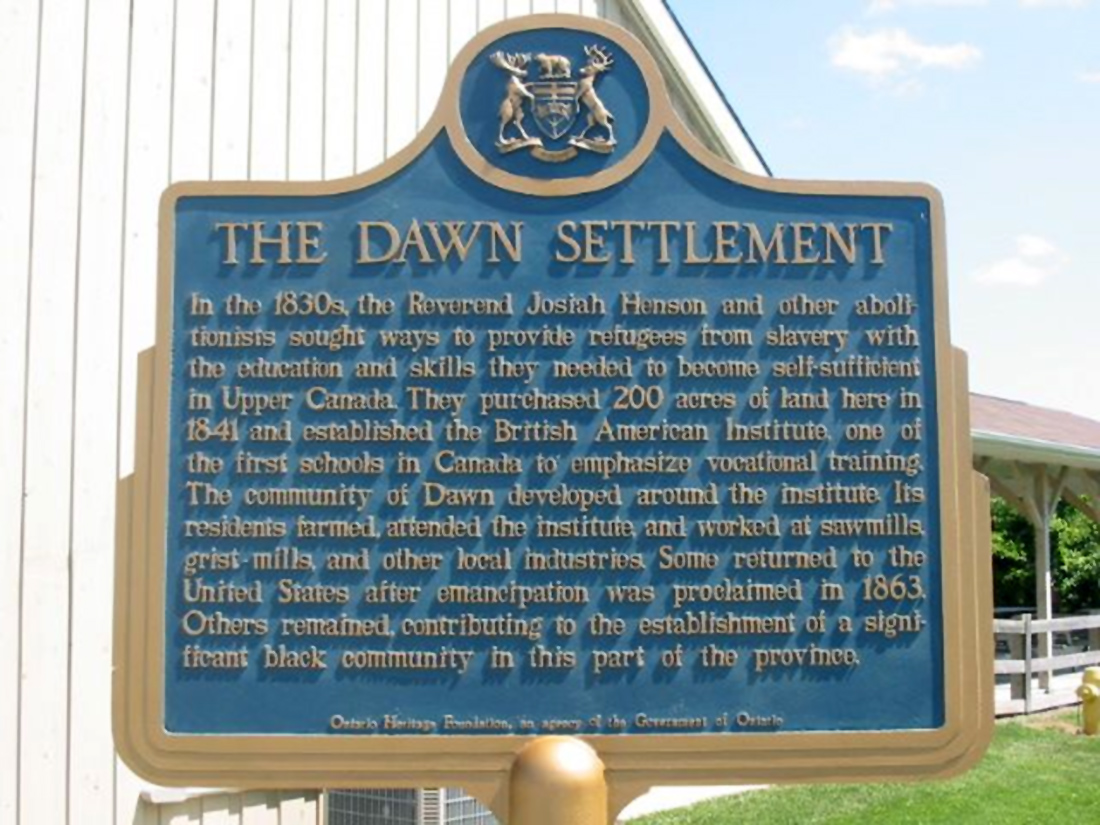 THE DAWN SETTLEMENT
In the 1830s, the Reverend Josiah Henson and other aboli-
tionists sought ways to provide refugees from slavery with
the education and skills they needed to become self-sufficient
in Upper Canada. They purchased 200 acres of land here in
1841 and established the British American Institute, one of
the first schools in Canada to emphasize vocational training.
The community of Dawn developed around the institute. Its
residents farmed, attended the institute, and worked at sawmills,
grist-mills, and other local industries. Some returned to the
United States after emancipation was proclaimed in 1863.
Others remained, contributing to the establishment of a signi-
ficant black community in this part of the province.
Ontario Heritage Foundation, an agency of the Government of Ontario